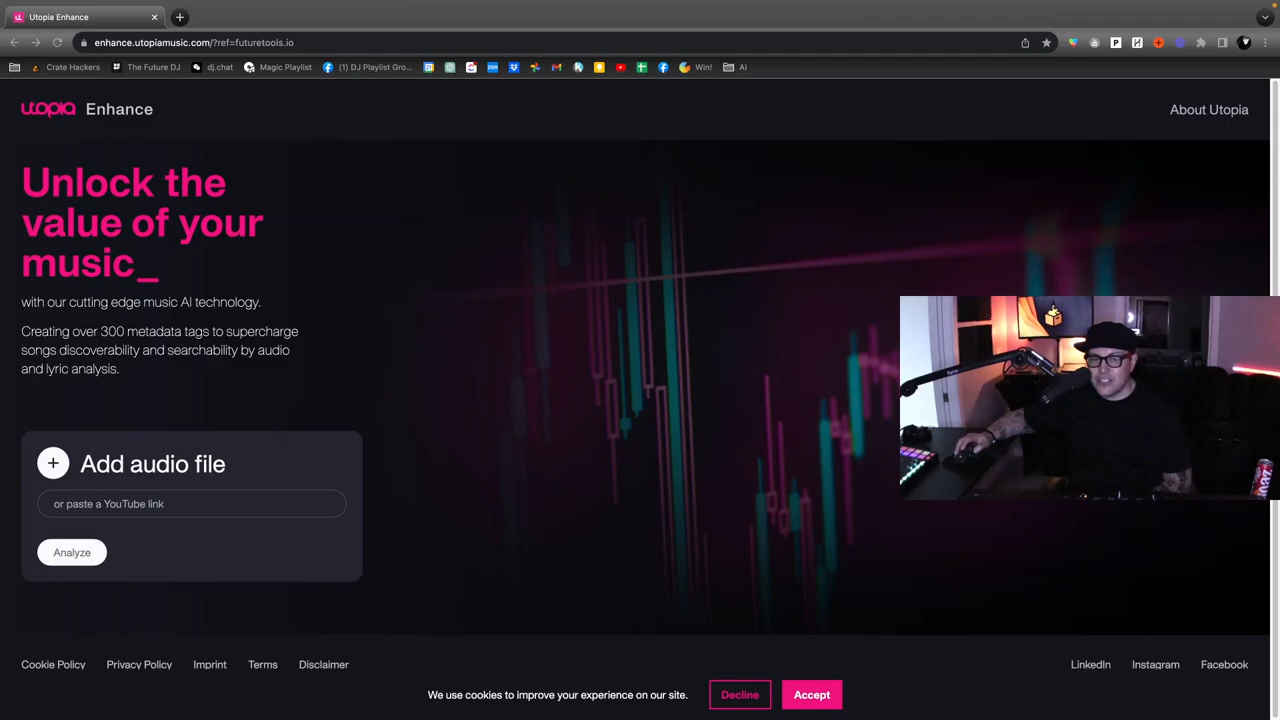 Utopia Enhance
enhance.utopiamusic.com/?ref=futuretools.io
Crate Hackers
The Future DJ
dj.chat
Magic Playlist
(1) DJ Playlist Gro...
Win!
AI
utopia Enhance
About Utopia
Unlock the
value of your
music_
with our cutting edge music AI technology.
Creating over 300 metadata tags to supercharge
songs discoverability and searchability by audio
and lyric analysis.
+ Add audio file
or paste a YouTube link
Analyze
Cookie Policy
Privacy Policy
Imprint
Terms
Disclaimer
LinkedIn
Instagram
Facebook
We use cookies to improve your experience on our site.
Decline
Accept